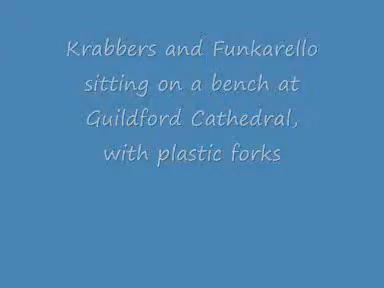 Krabbers and Funkarello
sitting on a bench at
Guildford Cathedral,
with plastic forks